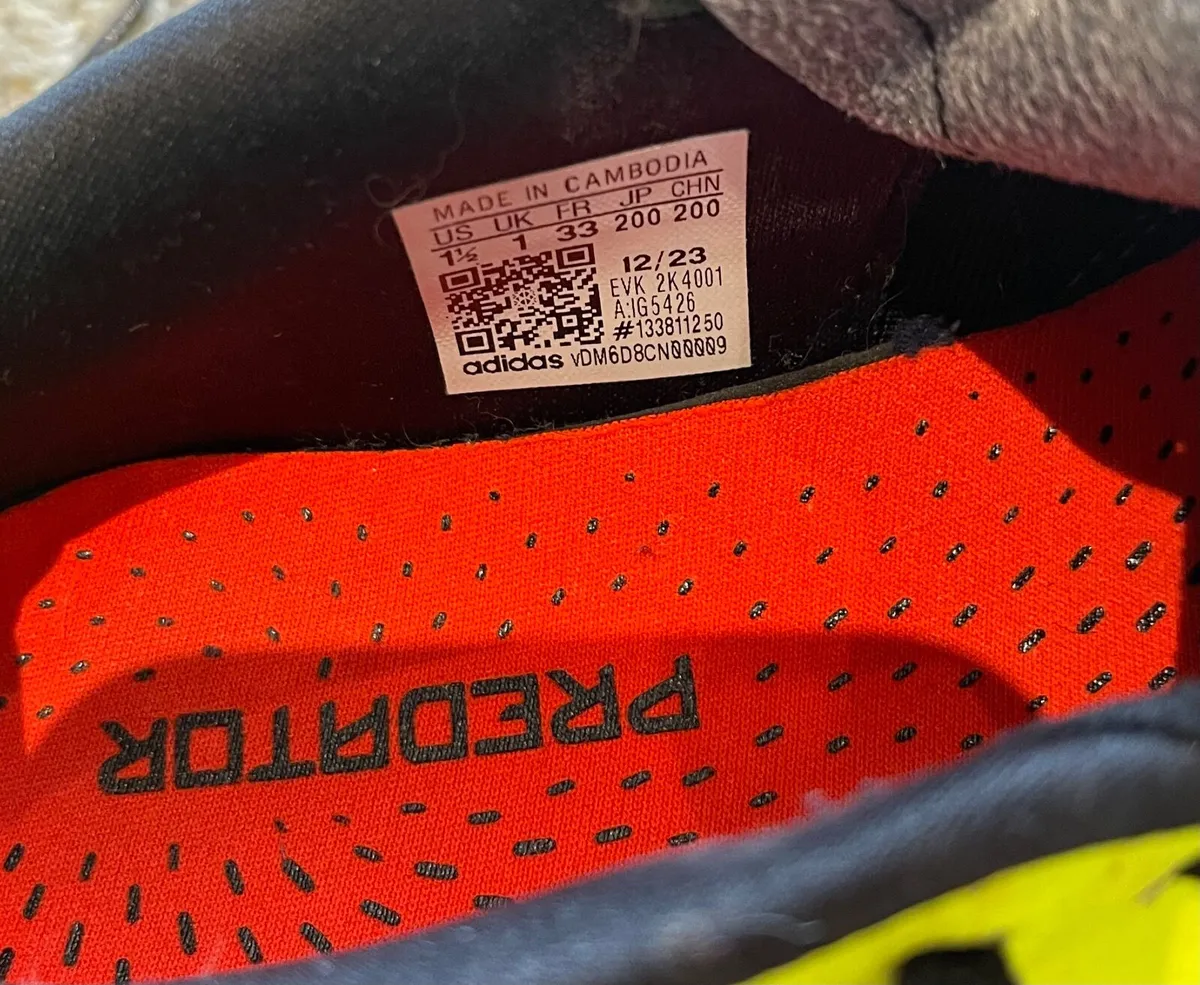 MADE IN CAMBODIA
US UK FR JP CHN
1½ 1 33 200 200
12/23
EVK 2K4001
A:IG5426
#133811250
adidas vDM6D8CN00009
PREDATOR